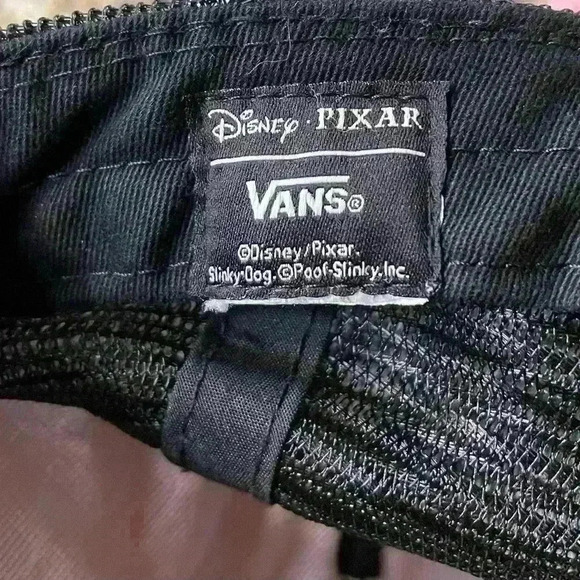 Disney · PIXAR
VANS®
©Disney/Pixar.
Slinky·Dog.©Poof-Slinky,Inc.